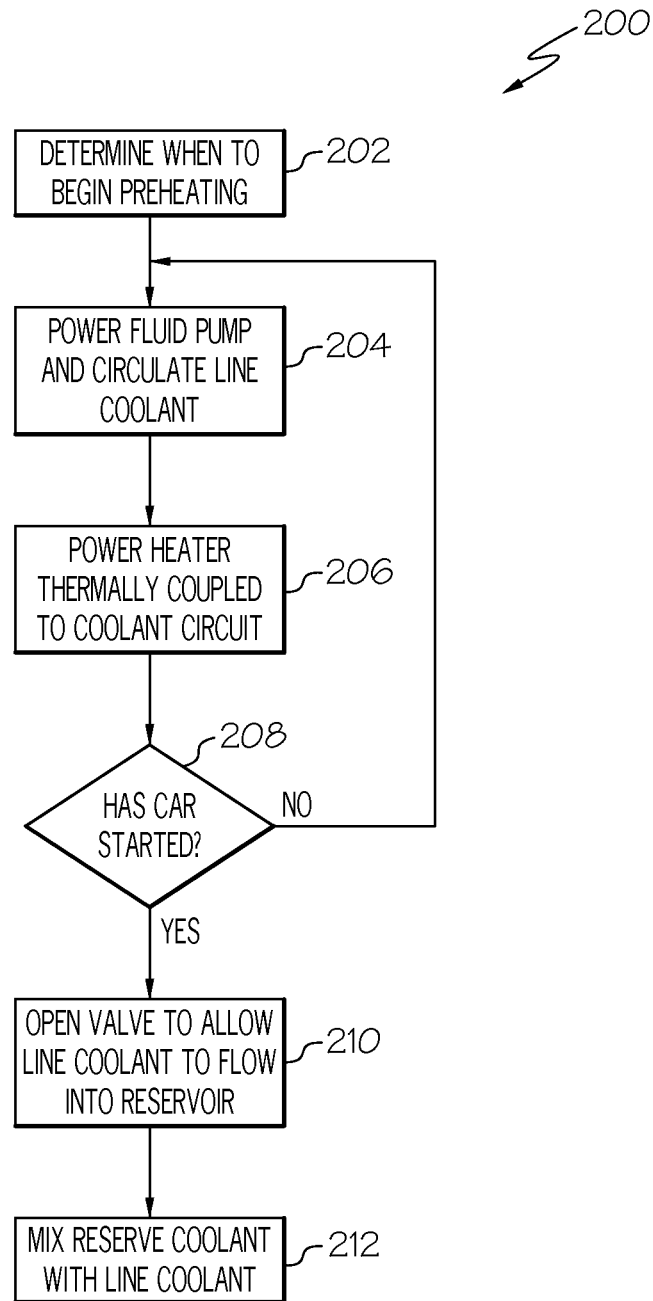 200
DETERMINE WHEN TO
BEGIN PREHEATING
202
POWER FLUID PUMP
AND CIRCULATE LINE
COOLANT
204
POWER HEATER
THERMALLY COUPLED
TO COOLANT CIRCUIT
206
208
HAS CAR
STARTED?
NO
YES
OPEN VALVE TO ALLOW
LINE COOLANT TO FLOW
INTO RESERVOIR
210
MIX RESERVE COOLANT
WITH LINE COOLANT
212